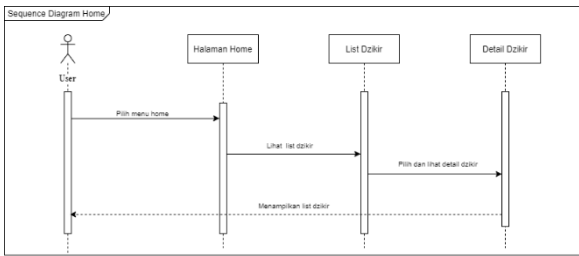 Sequence Diagram Home
Halaman Home
List Dzikir
Detail Dzikir
User
Pilih menu home
Lihat list dzikir
Pilih dan lihat detail dzikir
Menampilkan list dzikir